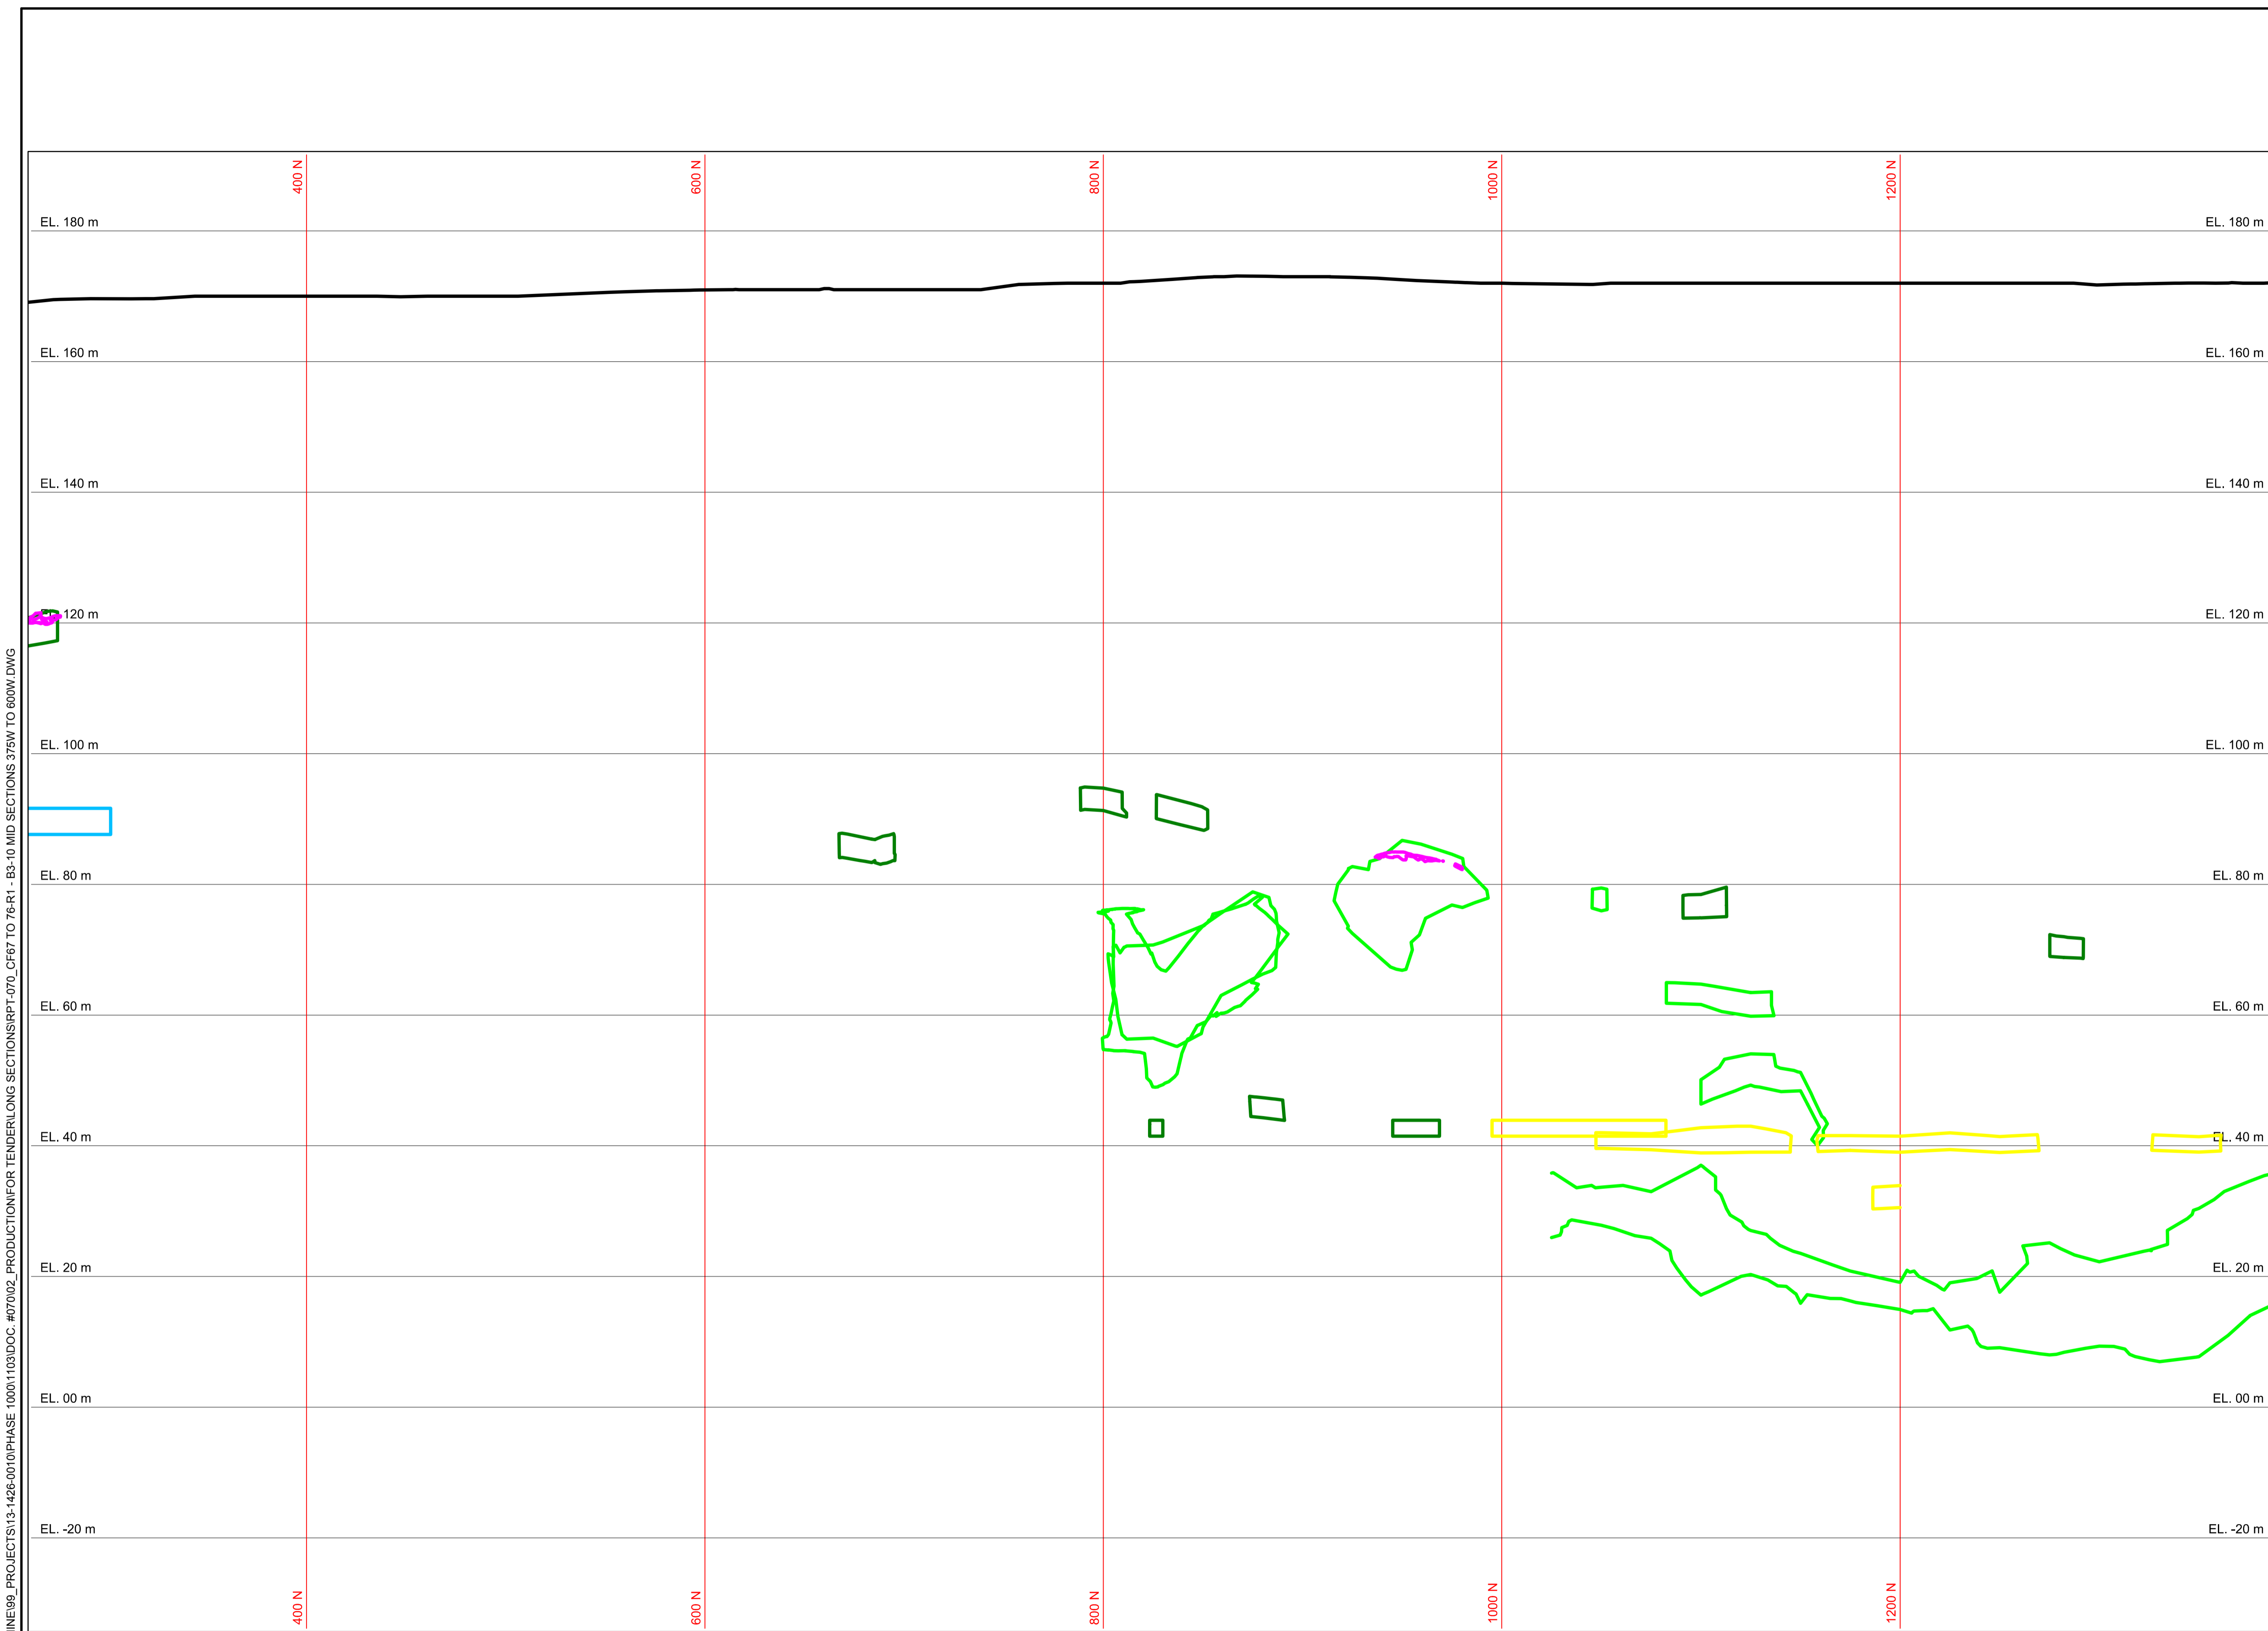 400 N
600 N
800 N
1000 N
1200 N
EL. 180 m
EL. 180 m
EL. 160 m
EL. 160 m
EL. 140 m
EL. 140 m
120 m
EL. 120 m
EL. 100 m
EL. 100 m
EL. 80 m
EL. 80 m
EL. 60 m
EL. 60 m
EL. 40 m
EL. 40 m
EL. 20 m
EL. 20 m
EL. 00 m
EL. 00 m
EL. -20 m
EL. -20 m
400 N
600 N
800 N
1000 N
1200 N
INE\99_PROJECTS\13-1426-0010\PHASE 1000\1103\DOC. #070\02_PRODUCTION\FOR TENDER\LONG SECTIONS\RPT-070_CF67 TO 76-R1 - B3-10 MID SECTIONS 375W TO 600W.DWG